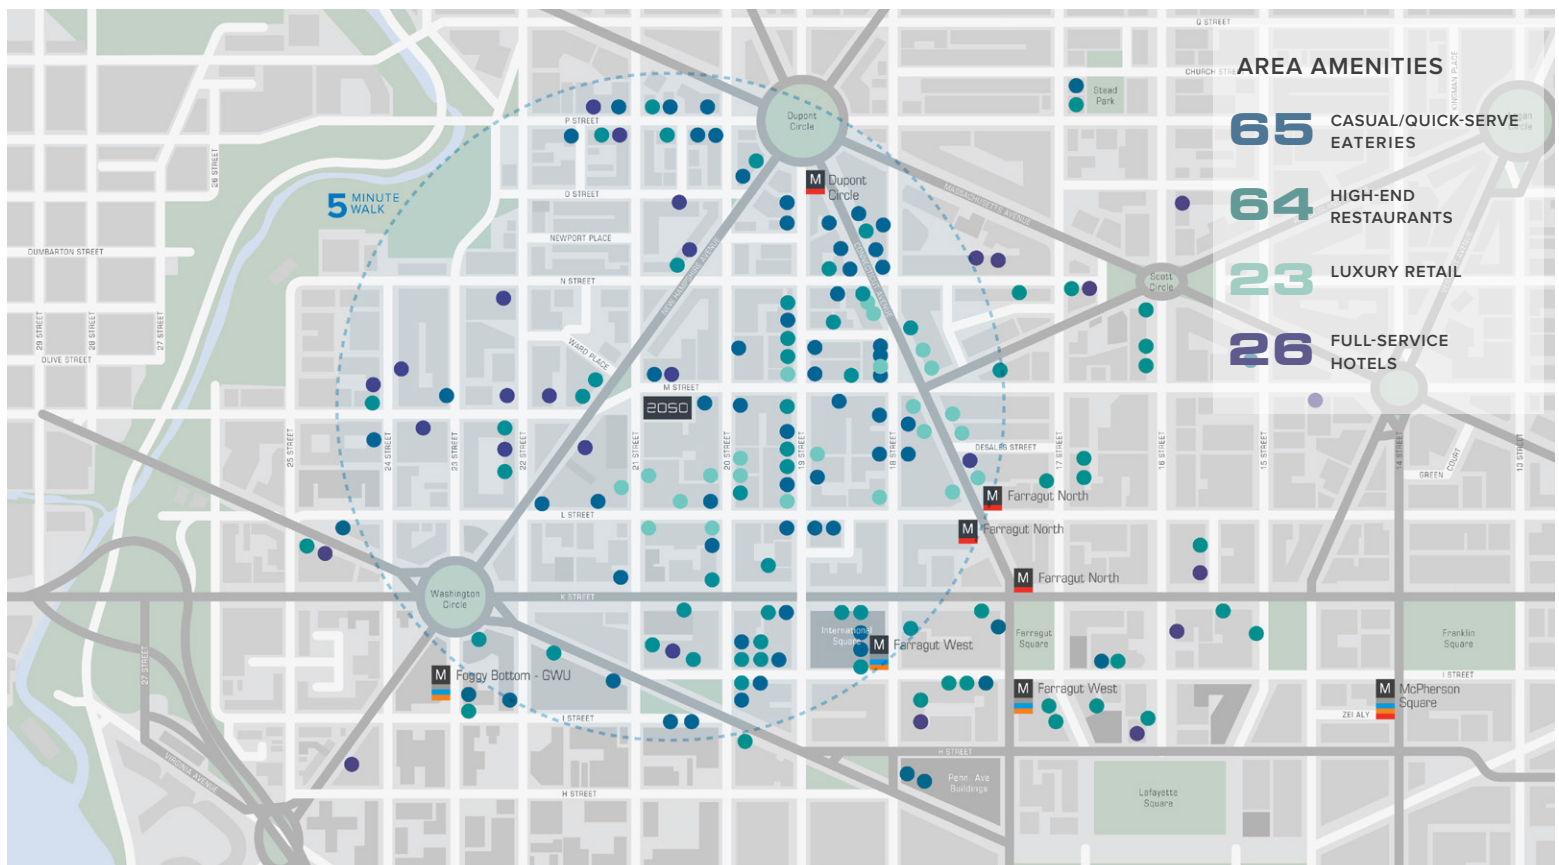 Q STREET
CHURCH STREET
KINGMAN PLACE
AREA AMENITIES
65 CASUAL/QUICK-SERVE
EATERIES
64 HIGH-END
RESTAURANTS
23 LUXURY RETAIL
26 FULL-SERVICE
HOTELS
Stead
Park
Dupont
Circle
P STREET
26 STREET
M Dupont
Circle
MASSACHUSETTS AVENUE
O STREET
5 MINUTE
WALK
NEWPORT PLACE
DUMBARTON STREET
NEW HAMPSHIRE AVENUE
CONNECTICUT AVENUE
N STREET
Scott
Circle
29 STREET
28 STREET
27 STREET
OLIVE STREET
WARD PLACE
M STREET
2050
25 STREET
24 STREET
23 STREET
22 STREET
21 STREET
20 STREET
19 STREET
18 STREET
DESALES STREET
17 STREET
16 STREET
15 STREET
14 STREET
13 STREET
GREEN COURT
M Farragut North
L STREET
M Farragut North
M Farragut North
Washington
Circle
K STREET
International
Square
M Farragut West
Farragut
Square
Franklin
Square
27 STREET
M Foggy Bottom - GWU
I STREET
M Farragut West
M McPherson
Square
I STREET
ZEI ALY
H STREET
VIRGINIA AVENUE
Penn. Ave
Buildings
H STREET
Lafayette
Square